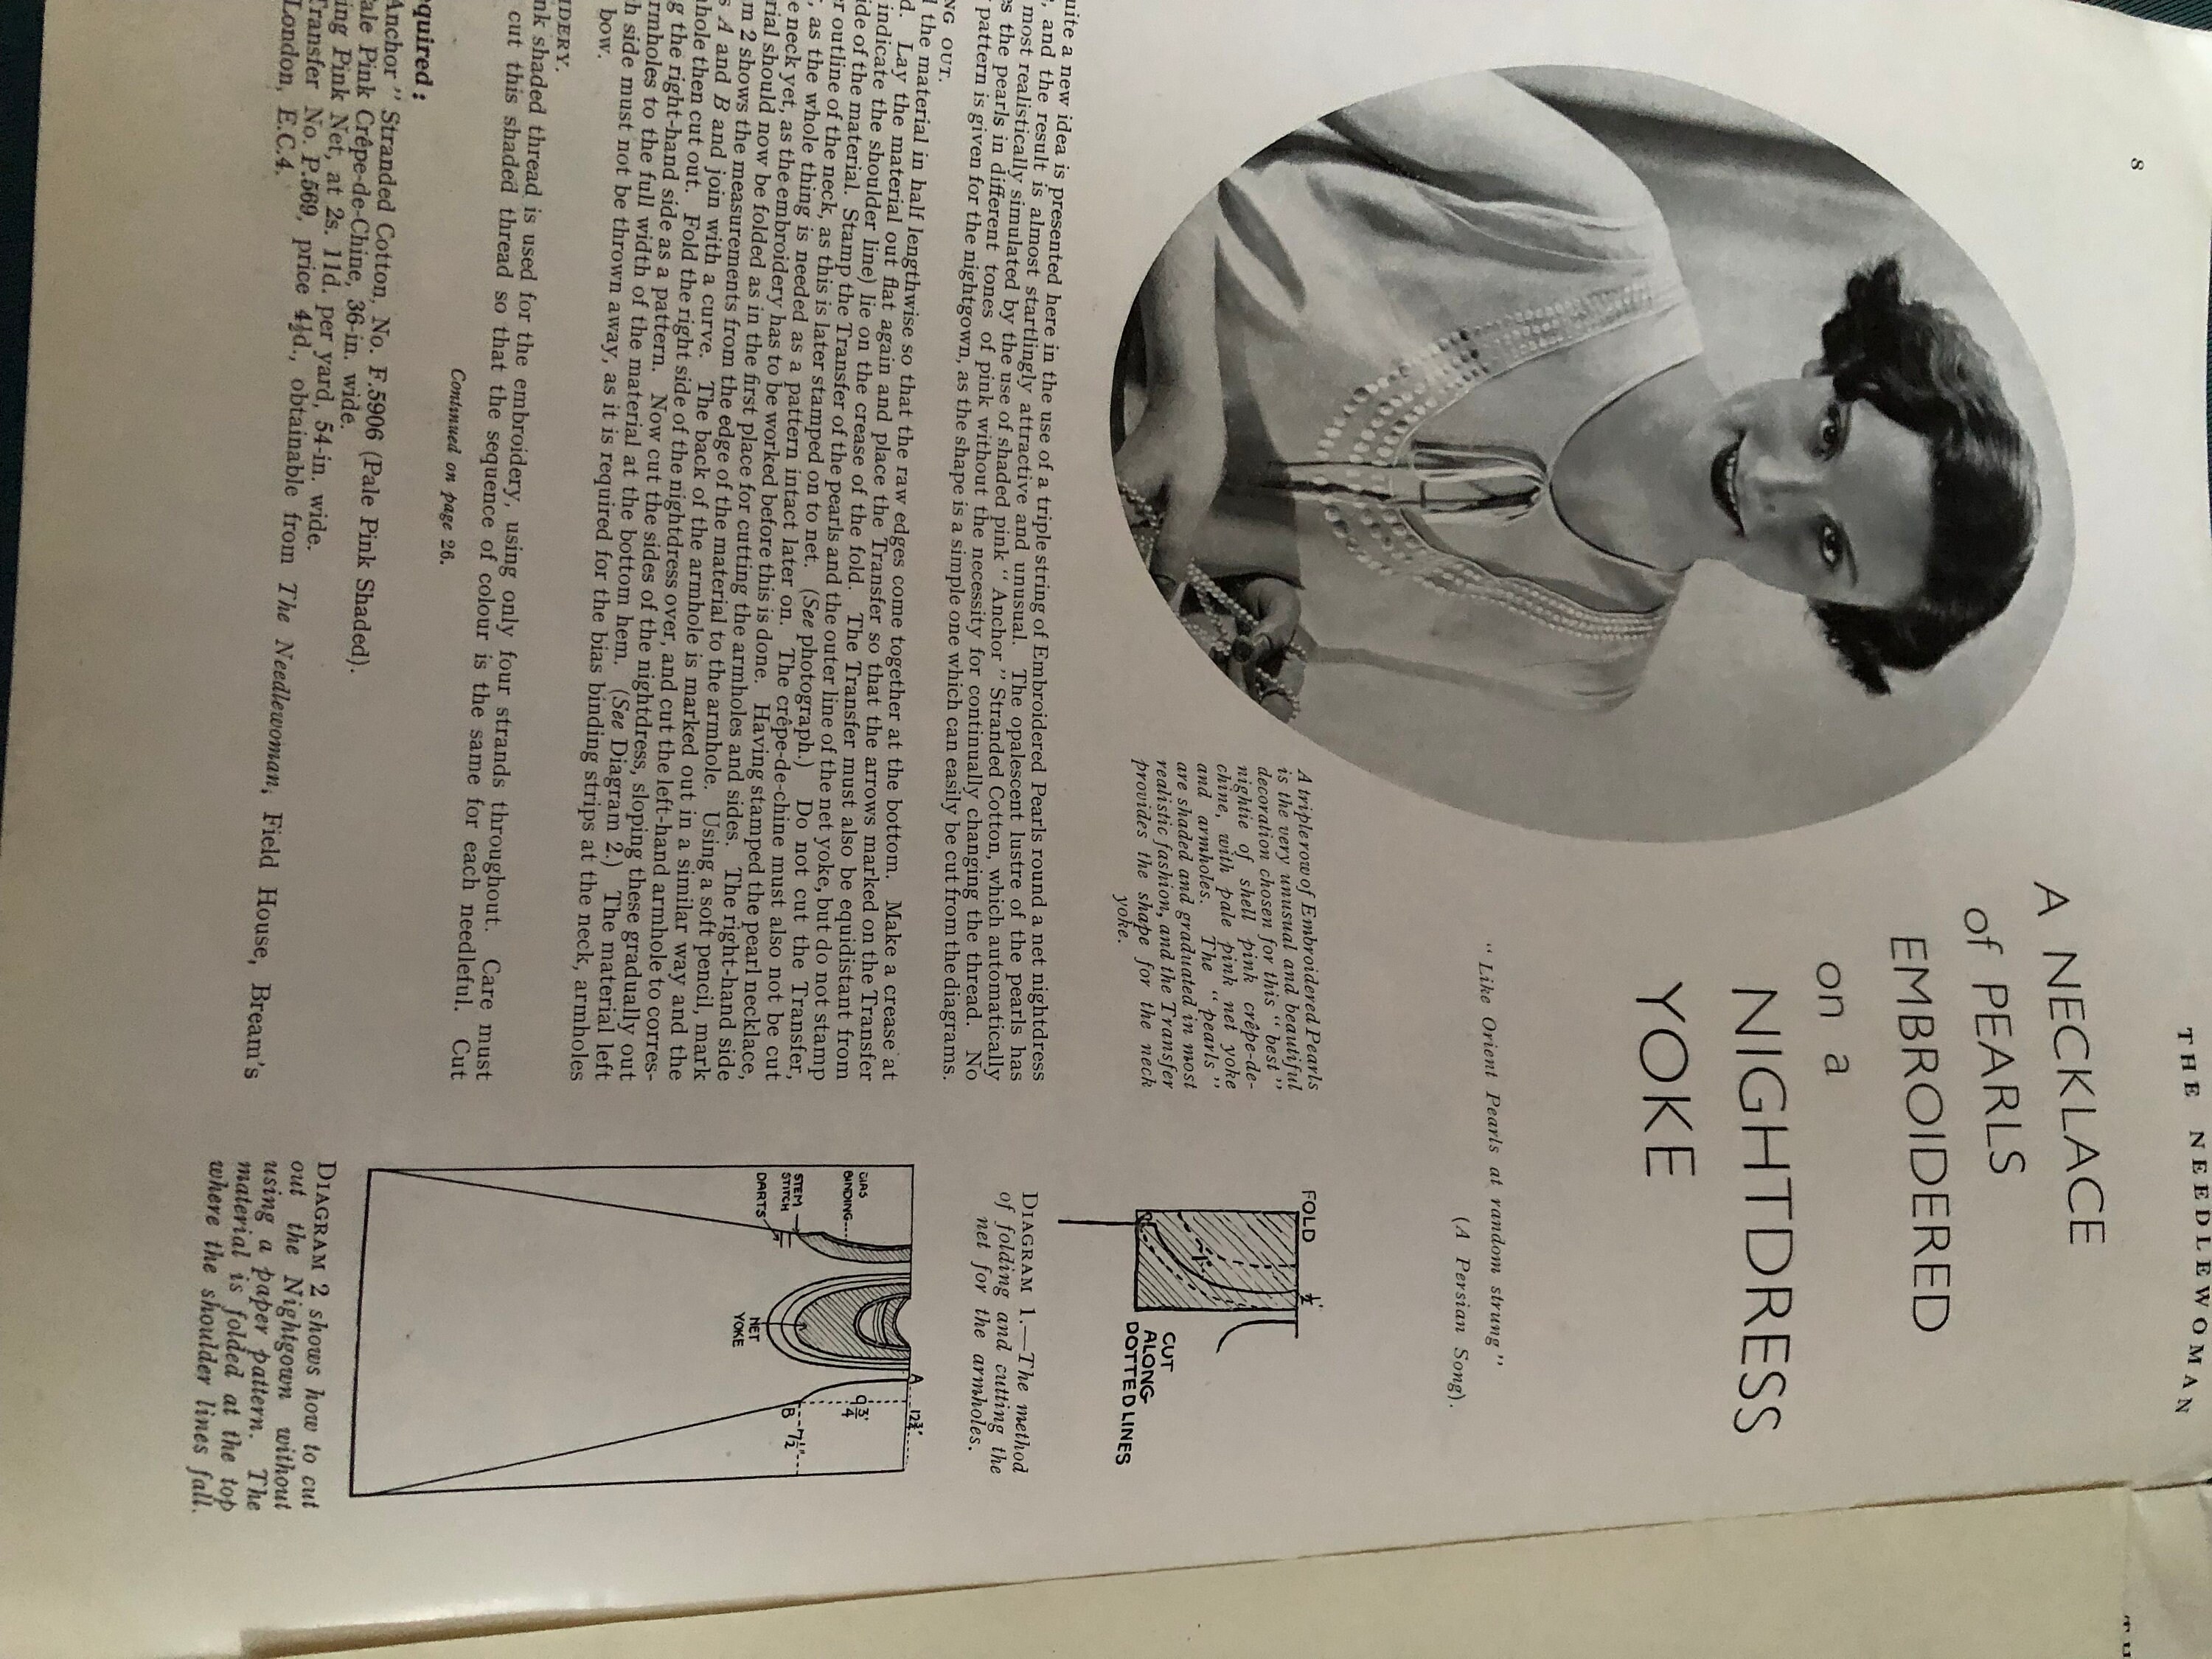 8
THE NEEDLEWOMAN
A NECKLACE
of PEARLS
EMBROIDERED
on a
NIGHTDRESS
YOKE
"Like Orient Pearls at random strung"
(A Persian Song).
A triple row of Embroidered Pearls
is the very unusual and beautiful
decoration chosen for this "best"
nightie of shell pink crêpe-de-
chine, with pale pink net yoke
and armholes. The "pearls"
are shaded and graduated in most
realistic fashion, and the Transfer
provides the shape for the neck
yoke.
uite a new idea is presented here in the use of a triple string of Embroidered Pearls round a net nightdress
, and the result is almost startlingly attractive and unusual. The opalescent lustre of the pearls has
most realistically simulated by the use of shaded pink "Anchor" Stranded Cotton, which automatically
s the pearls in different tones of pink without the necessity for continually changing the thread. No
pattern is given for the nightgown, as the shape is a simple one which can easily be cut from the diagrams.
NG OUT.
the material in half lengthwise so that the raw edges come together at the bottom. Make a crease at
d. Lay the material out flat again and place the Transfer so that the arrows marked on the Transfer
indicate the shoulder line) lie on the crease of the fold. The Transfer must also be equidistant from
ide of the material. Stamp the Transfer of the pearls and the outer line of the net yoke, but do not stamp
r outline of the neck, as this is later stamped on to net. (See photograph.) Do not cut the Transfer,
, as the whole thing is needed as a pattern intact later on. The crêpe-de-chine must also not be cut
e neck yet, as the embroidery has to be worked before this is done. Having stamped the pearl necklace,
rial should now be folded as in the first place for cutting the armholes and sides. The right-hand side
m 2 shows the measurements from the edge of the material to the armhole. Using a soft pencil, mark
s A and B and join with a curve. The back of the armhole is marked out in a similar way and the
hole then cut out. Fold the right side of the nightdress over, and cut the left-hand armhole to corres-
g the right-hand side as a pattern. Now cut the sides of the nightdress, sloping these gradually out
rmholes to the full width of the material at the bottom hem. (See Diagram 2.) The material left
h side must not be thrown away, as it is required for the bias binding strips at the neck, armholes
bow.
IDERY.
nk shaded thread is used for the embroidery, using only four strands throughout. Care must
cut this shaded thread so that the sequence of colour is the same for each needleful. Cut
Continued on page 26.
quired:
Anchor" Stranded Cotton, No. F.5906 (Pale Pink Shaded).
ale Pink Crêpe-de-Chine, 36-in. wide.
ing Pink Net, at 2s. 11d. per yard, 54-in. wide.
Transfer No. P.569, price 4½d., obtainable from The Needlewoman, Field House, Bream's
London, E.C.4.
FOLD
½"
CUT
ALONG
DOTTED LINES
DIAGRAM 1.—The method
of folding and cutting the
net for the armholes.
BIAS
BINDING
STEM
STITCH
DARTS
NET
YOKE
A
12¾"
9¾"
B
7½"
DIAGRAM 2 shows how to cut
out the Nightgown without
using a paper pattern. The
material is folded at the top
where the shoulder lines fall.